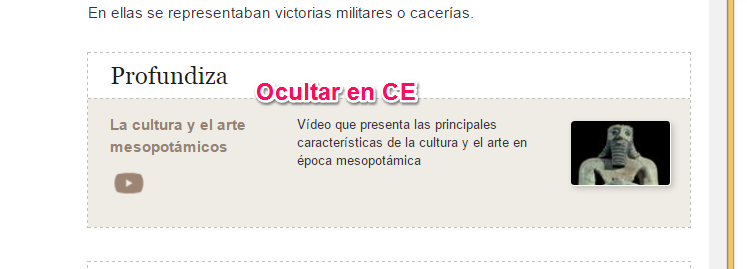 En ellas se representaban victorias militares o cacerías.
Profundiza
Ocultar en CE
La cultura y el arte
mesopotámicos
Vídeo que presenta las principales
características de la cultura y el arte en
época mesopotámica